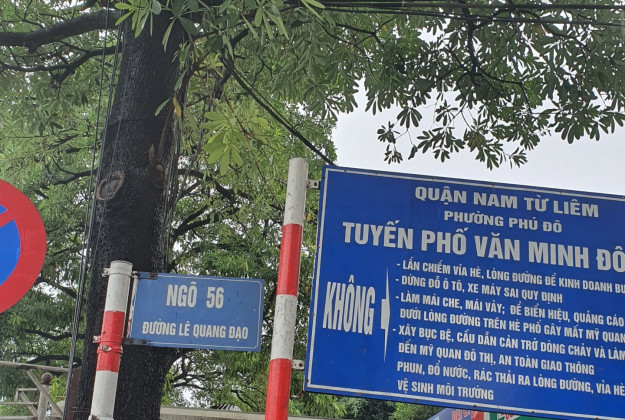 NGÕ 56
ĐƯỜNG LÊ QUANG ĐẠO
QUẬN NAM TỪ LIÊM
PHƯỜNG PHÚ ĐÔ
TUYẾN PHỐ VĂN MINH ĐÔ
KHÔNG
- LẤN CHIẾM VỈA HÈ, LÒNG ĐƯỜNG ĐỂ KINH DOANH BU
- DỪNG ĐỖ Ô TÔ, XE MÁY SAI QUY ĐỊNH
- LÀM MÁI CHE, MÁI VẢY; ĐỂ BIỂN HIỆU, QUẢNG CÁO
DƯỚI LÒNG ĐƯỜNG TRÊN HÈ PHỐ GÂY MẤT MỸ QUAN
- XÂY BỤC BỆ, CẦU DẪN CẢN TRỞ DÒNG CHẢY VÀ LÀM
ĐẾN MỸ QUAN ĐÔ THỊ, AN TOÀN GIAO THÔNG
PHUN, ĐỔ NƯỚC, RÁC THẢI RA LÒNG ĐƯỜNG, VỈA HÈ
VỆ SINH MÔI TRƯỜNG